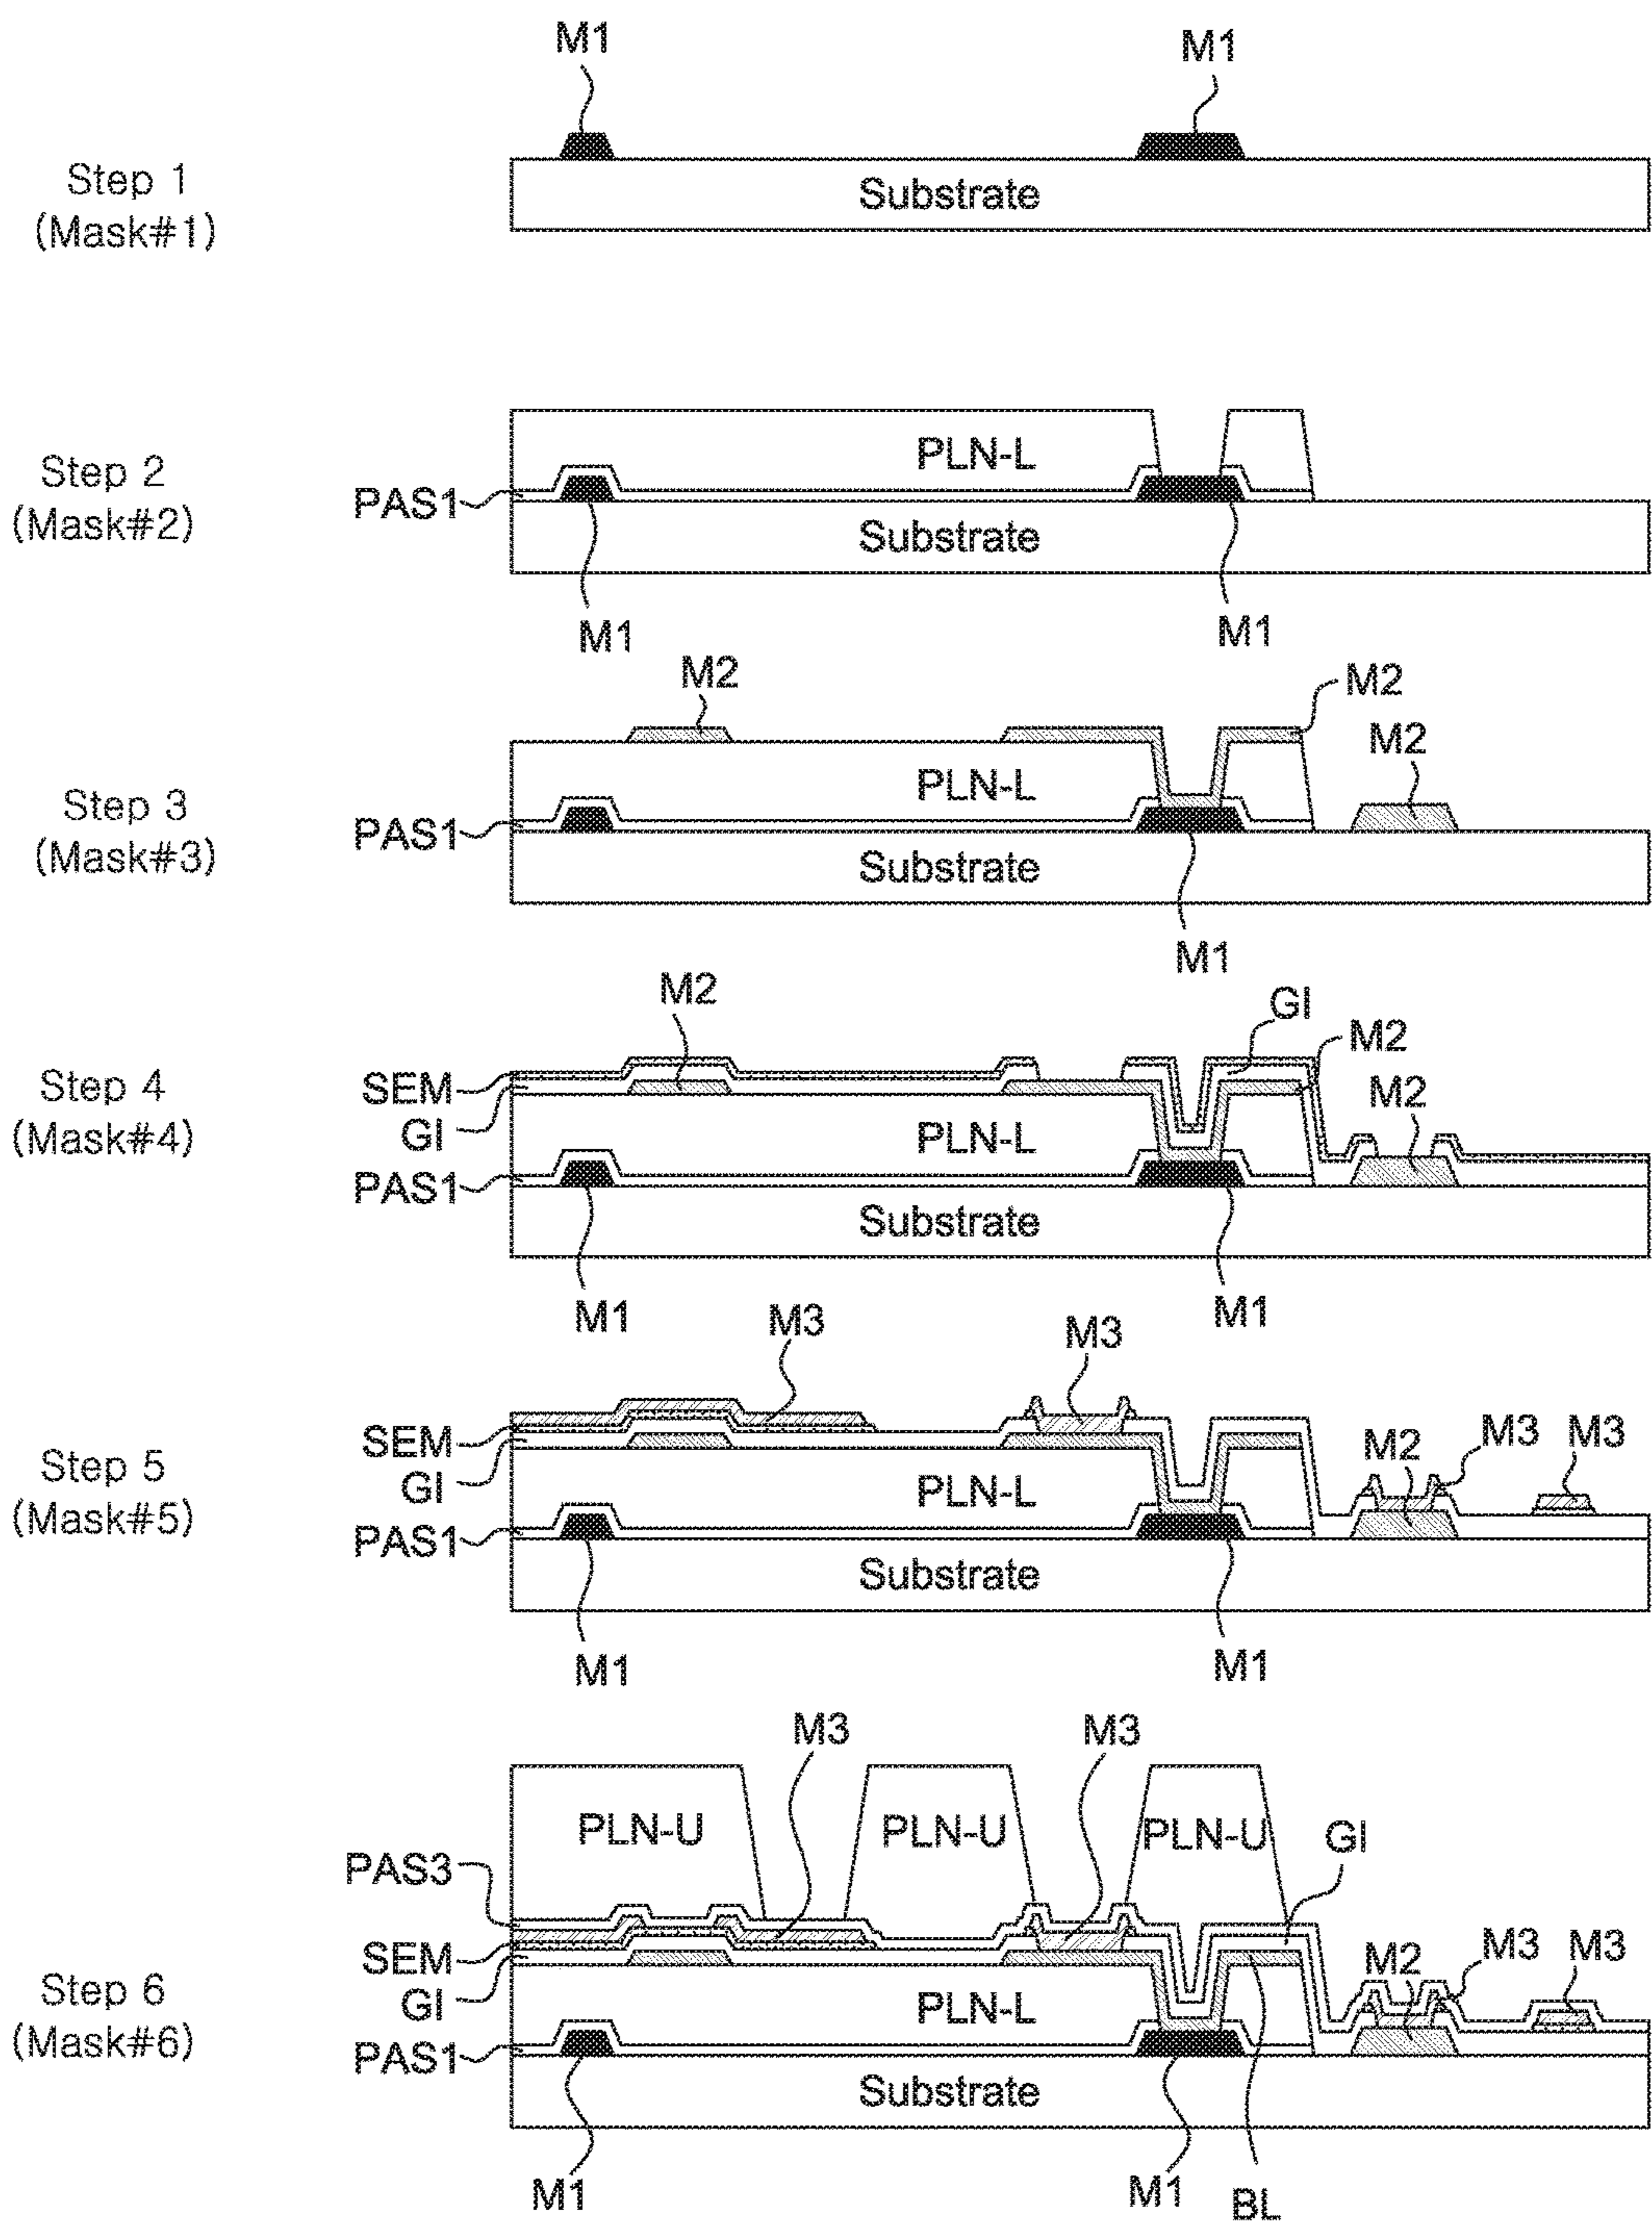 M1
M1
Step 1
(Mask#1)
Substrate
Step 2
(Mask#2)
PLN-L
PAS1
Substrate
M1
M1
M2
M2
M2
Step 3
(Mask#3)
PLN-L
PAS1
Substrate
M1
M2
GI
M2
Step 4
(Mask#4)
SEM
M2
GI
PLN-L
PAS1
Substrate
M1
M1
M3
M3
Step 5
(Mask#5)
SEM
M2
M3
M3
GI
PLN-L
PAS1
Substrate
M1
M1
M3
M3
PLN-U
PLN-U
PLN-U
GI
PAS3
Step 6
(Mask#6)
SEM
M2
M3
M3
GI
PLN-L
PAS1
Substrate
M1
M1
BL